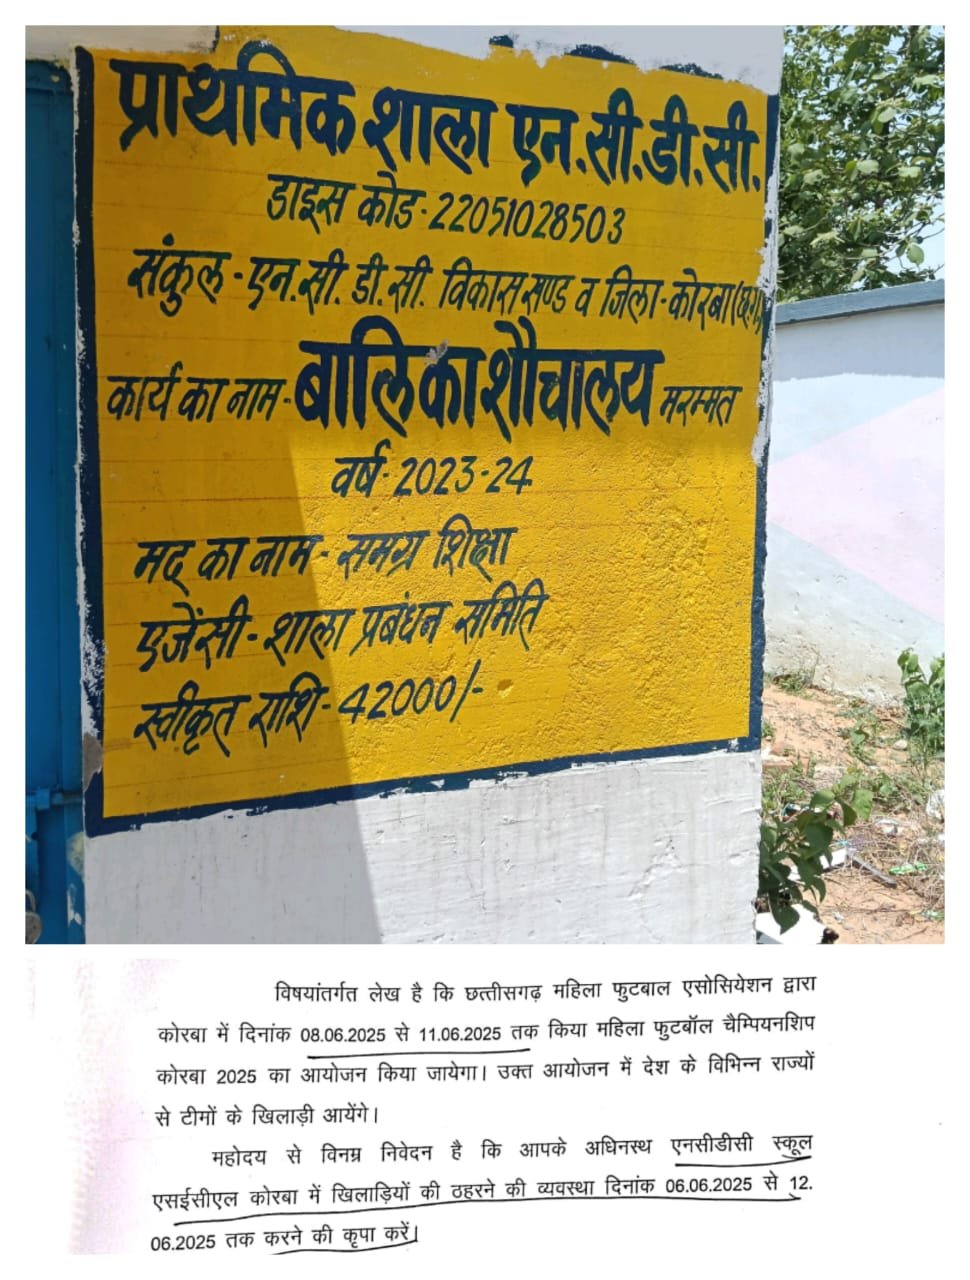 प्राथमिक शाला एन.सी.डी.सी.
डाइस कोड-22051028503
संकुल-एन.सी.डी.सी. विकासखण्ड व जिला-कोरबा(छ.ग.)
कार्य का नाम-बालिका शौचालय मरम्मत
वर्ष-2023-24
मद् का नाम-समग्र शिक्षा
एजेंसी-शाला प्रबंधन समिति
स्वीकृत राशि-42000/-
विषयांतर्गत लेख है कि छत्तीसगढ़ महिला फुटबाल एसोसियेशन द्वारा
कोरबा में दिनांक 08.06.2025 से 11.06.2025 तक किया महिला फुटबॉल चैम्पियनशिप
कोरबा 2025 का आयोजन किया जायेगा। उक्त आयोजन में देश के विभिन्न राज्यों
से टीमों के खिलाड़ी आयेंगे।
महोदय से विनम्र निवेदन है कि आपके अधिनस्थ एनसीडीसी स्कूल
एसईसीएल कोरबा में खिलाड़ियों की ठहरने की व्यवस्था दिनांक 06.06.2025 से 12.
06.2025 तक करने की कृपा करें।